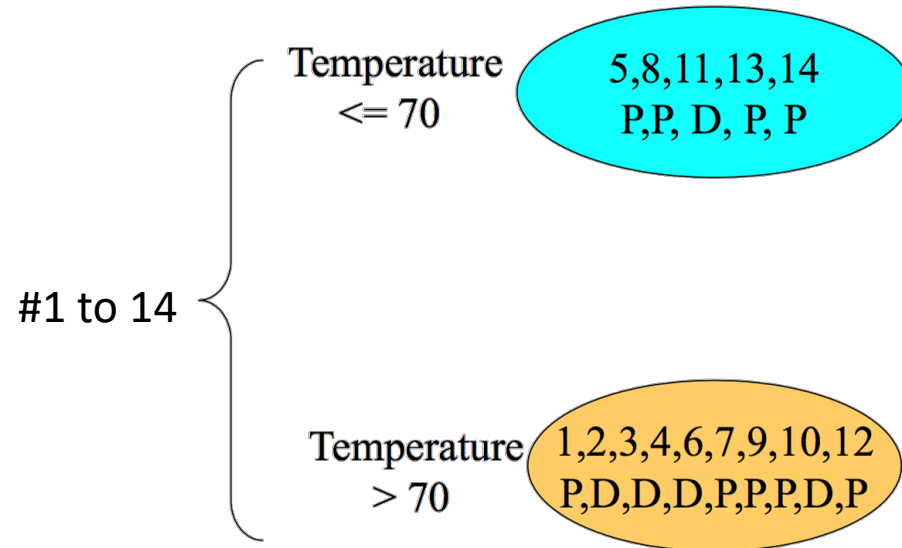 Temperature
<= 70
5,8,11,13,14
P,P, D, P, P
#1 to 14
Temperature
> 70
1,2,3,4,6,7,9,10,12
P,D,D,D,P,P,P,D,P